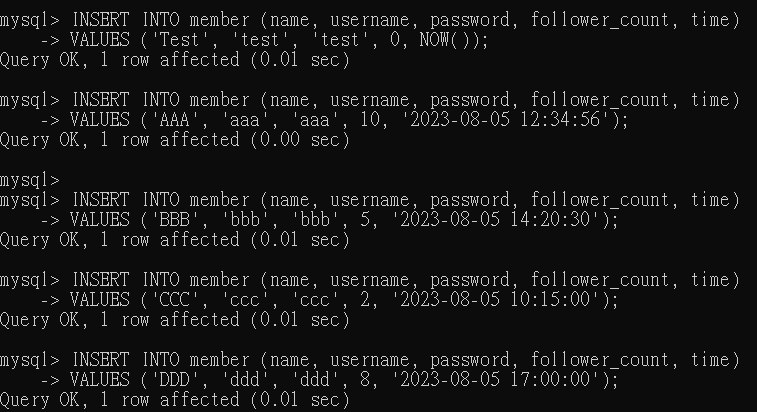 mysql> INSERT INTO member (name, username, password, follower_count, time)
    -> VALUES ('Test', 'test', 'test', 0, NOW());
Query OK, 1 row affected (0.01 sec)

mysql> INSERT INTO member (name, username, password, follower_count, time)
    -> VALUES ('AAA', 'aaa', 'aaa', 10, '2023-08-05 12:34:56');
Query OK, 1 row affected (0.00 sec)

mysql>
mysql> INSERT INTO member (name, username, password, follower_count, time)
    -> VALUES ('BBB', 'bbb', 'bbb', 5, '2023-08-05 14:20:30');
Query OK, 1 row affected (0.01 sec)

mysql> INSERT INTO member (name, username, password, follower_count, time)
    -> VALUES ('CCC', 'ccc', 'ccc', 2, '2023-08-05 10:15:00');
Query OK, 1 row affected (0.01 sec)

mysql> INSERT INTO member (name, username, password, follower_count, time)
    -> VALUES ('DDD', 'ddd', 'ddd', 8, '2023-08-05 17:00:00');
Query OK, 1 row affected (0.01 sec)